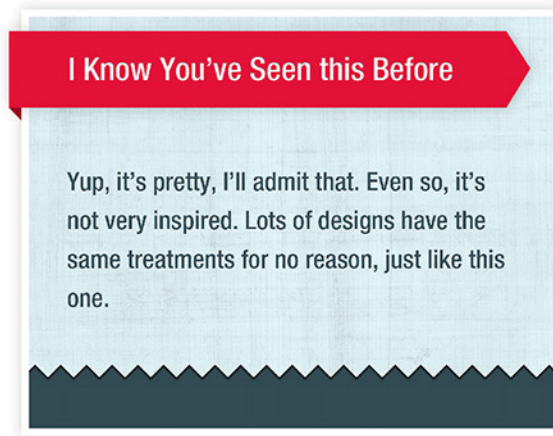 I Know You’ve Seen this Before
Yup, it’s pretty, I’ll admit that. Even so, it’s
not very inspired. Lots of designs have the
same treatments for no reason, just like this
one.